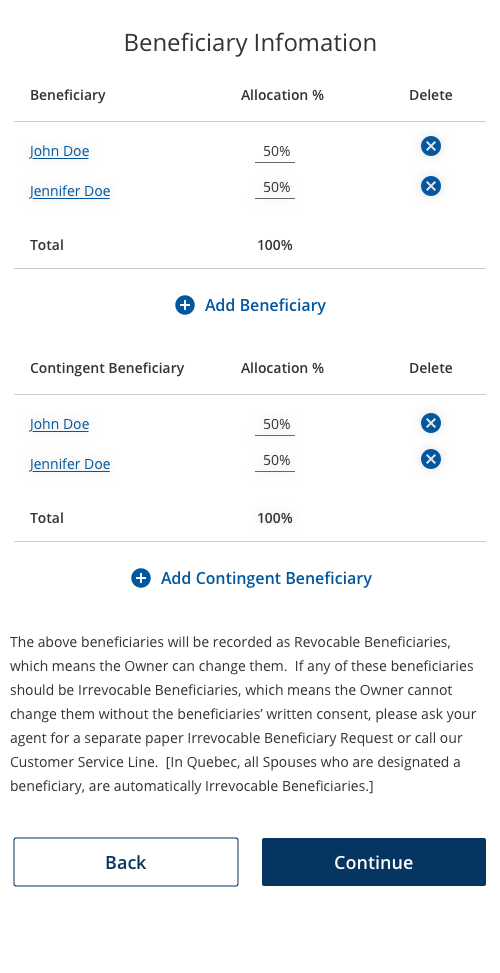 Beneficiary Infomation
Beneficiary Allocation % Delete
John Doe 50%
Jennifer Doe 50%
Total 100%
Add Beneficiary
Contingent Beneficiary Allocation % Delete
John Doe 50%
Jennifer Doe 50%
Total 100%
Add Contingent Beneficiary
The above beneficiaries will be recorded as Revocable Beneficiaries,
which means the Owner can change them.  If any of these beneficiaries
should be Irrevocable Beneficiaries, which means the Owner cannot
change them without the beneficiaries’ written consent, please ask your
agent for a separate paper Irrevocable Beneficiary Request or call our
Customer Service Line.  [In Quebec, all Spouses who are designated a
beneficiary, are automatically Irrevocable Beneficiaries.]
Back Continue